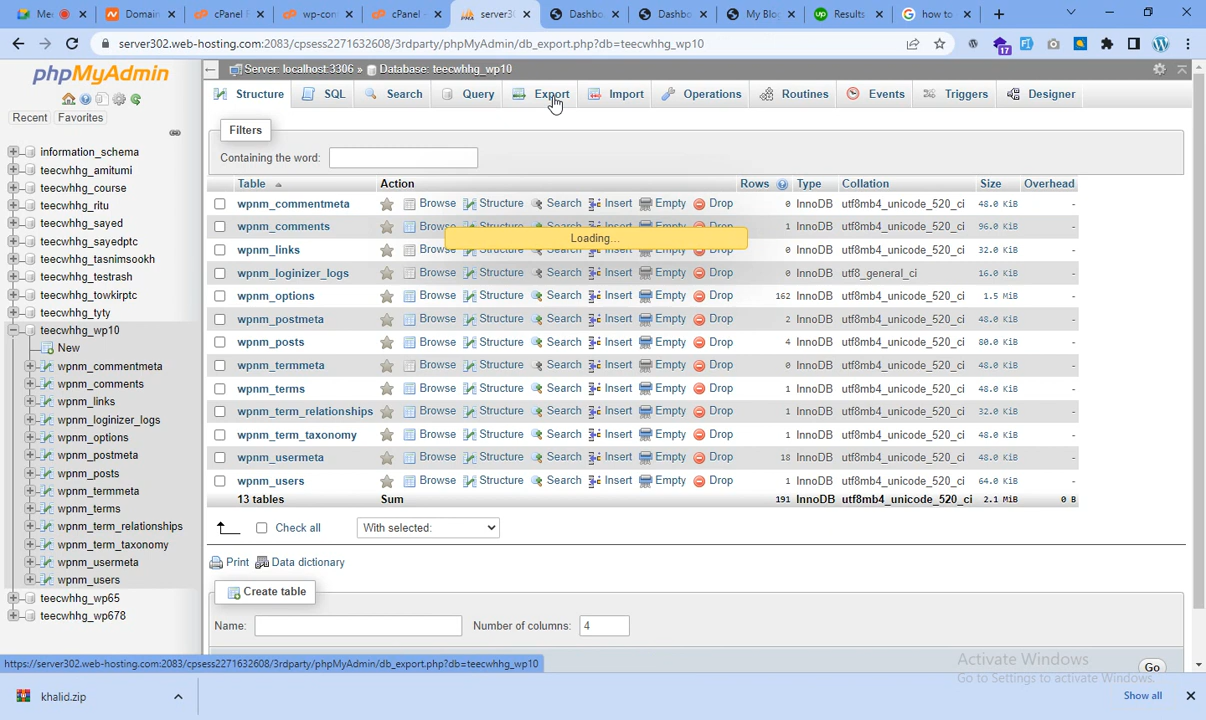 Mee
Domain
cPanel F
wp-con
cPanel -
server3
Dashbo
Dashbo
My Blo
Results
how to
server302.web-hosting.com:2083/cpsess2271632608/3rdparty/phpMyAdmin/db_export.php?db=teecwhhg_wp10
17
phpMyAdmin
Recent Favorites
information_schema
teecwhhg_amitumi
teecwhhg_course
teecwhhg_ritu
teecwhhg_sayed
teecwhhg_sayedptc
teecwhhg_tasnimsookh
teecwhhg_testrash
teecwhhg_towkirptc
teecwhhg_tyty
teecwhhg_wp10
New
wpnm_commentmeta
wpnm_comments
wpnm_links
wpnm_loginizer_logs
wpnm_options
wpnm_postmeta
wpnm_posts
wpnm_termmeta
wpnm_terms
wpnm_term_relationships
wpnm_term_taxonomy
wpnm_usermeta
wpnm_users
teecwhhg_wp65
teecwhhg_wp678
Server: localhost:3306 » Database: teecwhhg_wp10
Structure SQL Search Query Export Import Operations Routines Events Triggers Designer
Filters
Containing the word:
Table Action Rows Type Collation Size Overhead
wpnm_commentmeta Browse Structure Search Insert Empty Drop 0 InnoDB utf8mb4_unicode_520_ci 48.0 KiB -
wpnm_comments Browse Structure Search Insert Empty Drop 1 InnoDB utf8mb4_unicode_520_ci 96.0 KiB -
Loading...
wpnm_links Browse Structure Search Insert Empty Drop 0 InnoDB utf8mb4_unicode_520_ci 32.0 KiB -
wpnm_loginizer_logs Browse Structure Search Insert Empty Drop 0 InnoDB utf8_general_ci 16.0 KiB -
wpnm_options Browse Structure Search Insert Empty Drop 162 InnoDB utf8mb4_unicode_520_ci 1.5 MiB -
wpnm_postmeta Browse Structure Search Insert Empty Drop 2 InnoDB utf8mb4_unicode_520_ci 48.0 KiB -
wpnm_posts Browse Structure Search Insert Empty Drop 4 InnoDB utf8mb4_unicode_520_ci 80.0 KiB -
wpnm_termmeta Browse Structure Search Insert Empty Drop 0 InnoDB utf8mb4_unicode_520_ci 48.0 KiB -
wpnm_terms Browse Structure Search Insert Empty Drop 1 InnoDB utf8mb4_unicode_520_ci 48.0 KiB -
wpnm_term_relationships Browse Structure Search Insert Empty Drop 1 InnoDB utf8mb4_unicode_520_ci 32.0 KiB -
wpnm_term_taxonomy Browse Structure Search Insert Empty Drop 1 InnoDB utf8mb4_unicode_520_ci 48.0 KiB -
wpnm_usermeta Browse Structure Search Insert Empty Drop 18 InnoDB utf8mb4_unicode_520_ci 48.0 KiB -
wpnm_users Browse Structure Search Insert Empty Drop 1 InnoDB utf8mb4_unicode_520_ci 64.0 KiB -
13 tables Sum 191 InnoDB utf8mb4_unicode_520_ci 2.1 MiB 0 B
Check all With selected:
Print Data dictionary
Create table
Name: Number of columns: 4
Go
https://server302.web-hosting.com:2083/cpsess2271632608/3rdparty/phpMyAdmin/db_export.php?db=teecwhhg_wp10
Activate Windows
Go to Settings to activate Windows.
khalid.zip
Show all